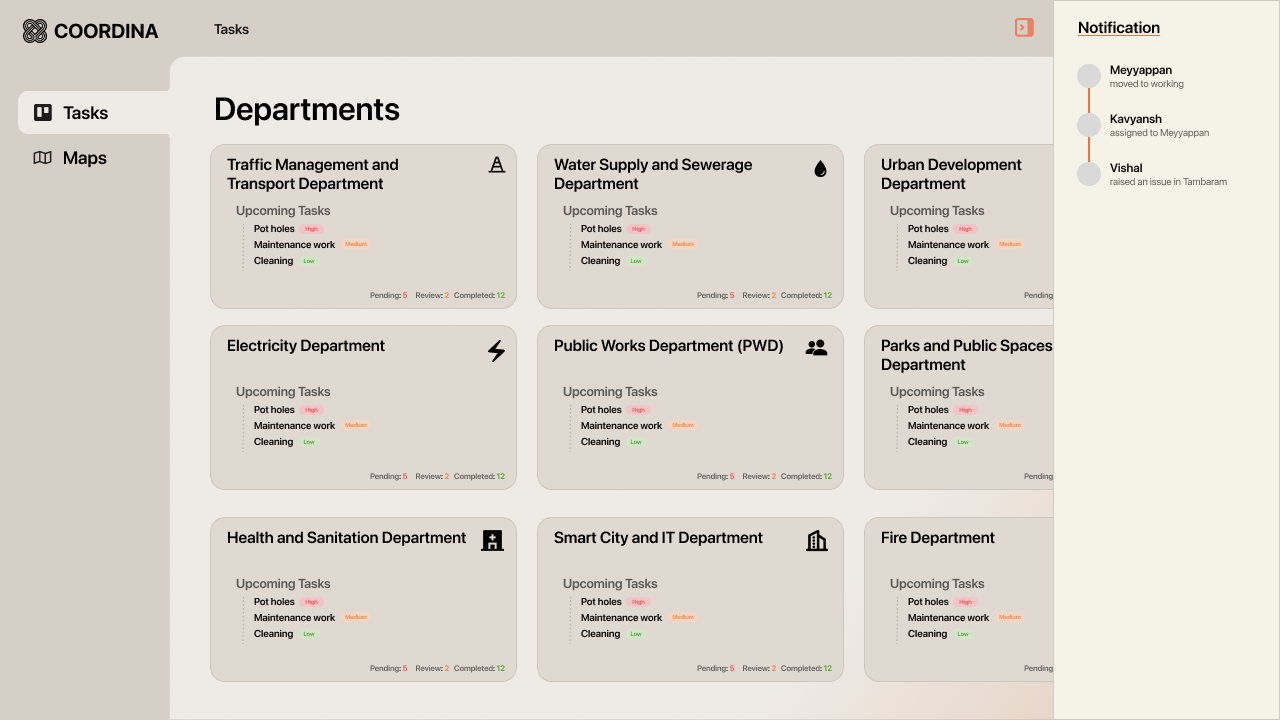 COORDINA
Tasks
Maps
Tasks
Departments
Traffic Management and
Transport Department
Upcoming Tasks
Pot holes High
Maintenance work Medium
Cleaning Low
Pending: 5 Review: 2 Completed: 12
Water Supply and Sewerage
Department
Upcoming Tasks
Pot holes High
Maintenance work Medium
Cleaning Low
Pending: 5 Review: 2 Completed: 12
Urban Development
Department
Upcoming Tasks
Pot holes High
Maintenance work Medium
Cleaning Low
Pending
Electricity Department
Upcoming Tasks
Pot holes High
Maintenance work Medium
Cleaning Low
Pending: 5 Review: 2 Completed: 12
Public Works Department (PWD)
Upcoming Tasks
Pot holes High
Maintenance work Medium
Cleaning Low
Pending: 5 Review: 2 Completed: 12
Parks and Public Spaces
Department
Upcoming Tasks
Pot holes High
Maintenance work Medium
Cleaning Low
Pending
Health and Sanitation Department
Upcoming Tasks
Pot holes High
Maintenance work Medium
Cleaning Low
Pending: 5 Review: 2 Completed: 12
Smart City and IT Department
Upcoming Tasks
Pot holes High
Maintenance work Medium
Cleaning Low
Pending: 5 Review: 2 Completed: 12
Fire Department
Upcoming Tasks
Pot holes High
Maintenance work Medium
Cleaning Low
Pending
Notification
Meyyappan
moved to working
Kavyansh
assigned to Meyyappan
Vishal
raised an issue in Tambaram